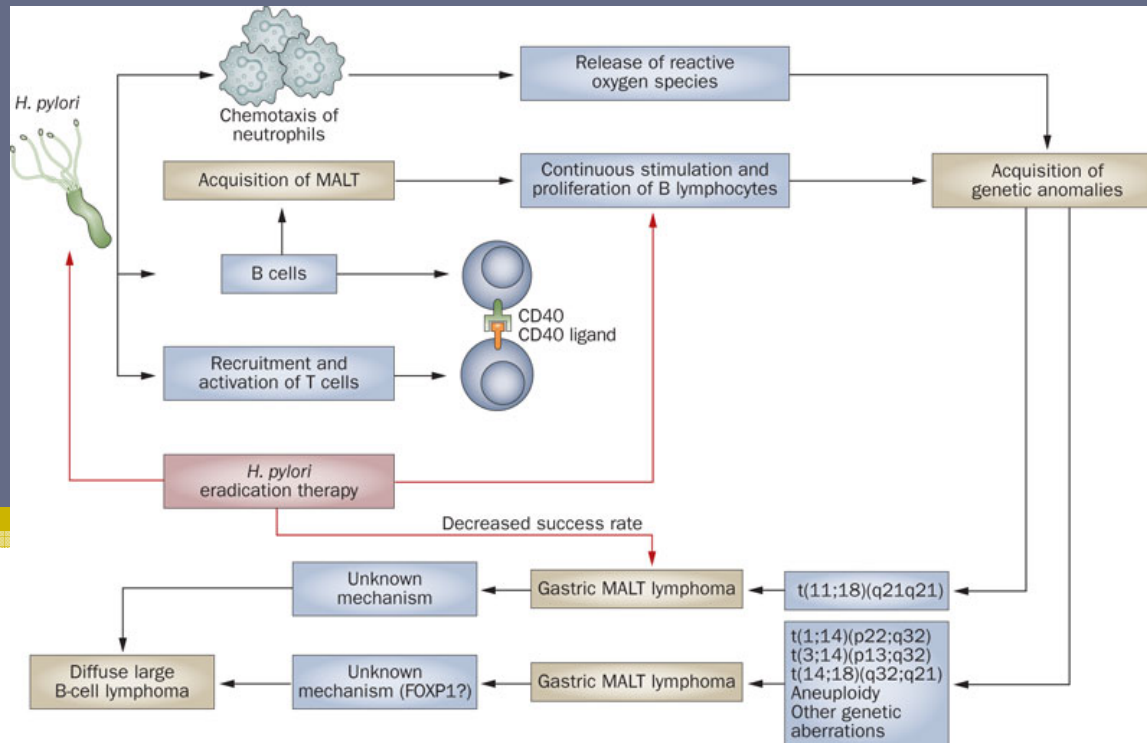 H. pylori
Chemotaxis of
neutrophils
Release of reactive
oxygen species
Acquisition of MALT
Continuous stimulation and
proliferation of B lymphocytes
Acquisition of
genetic anomalies
B cells
CD40
CD40 ligand
Recruitment and
activation of T cells
H. pylori
eradication therapy
Decreased success rate
Unknown
mechanism
Gastric MALT lymphoma
t(11;18)(q21q21)
Diffuse large
B-cell lymphoma
Unknown
mechanism (FOXP1?)
Gastric MALT lymphoma
t(1;14)(p22;q32)
t(3;14)(p13;q32)
t(14;18)(q32;q21)
Aneuploidy
Other genetic
aberrations